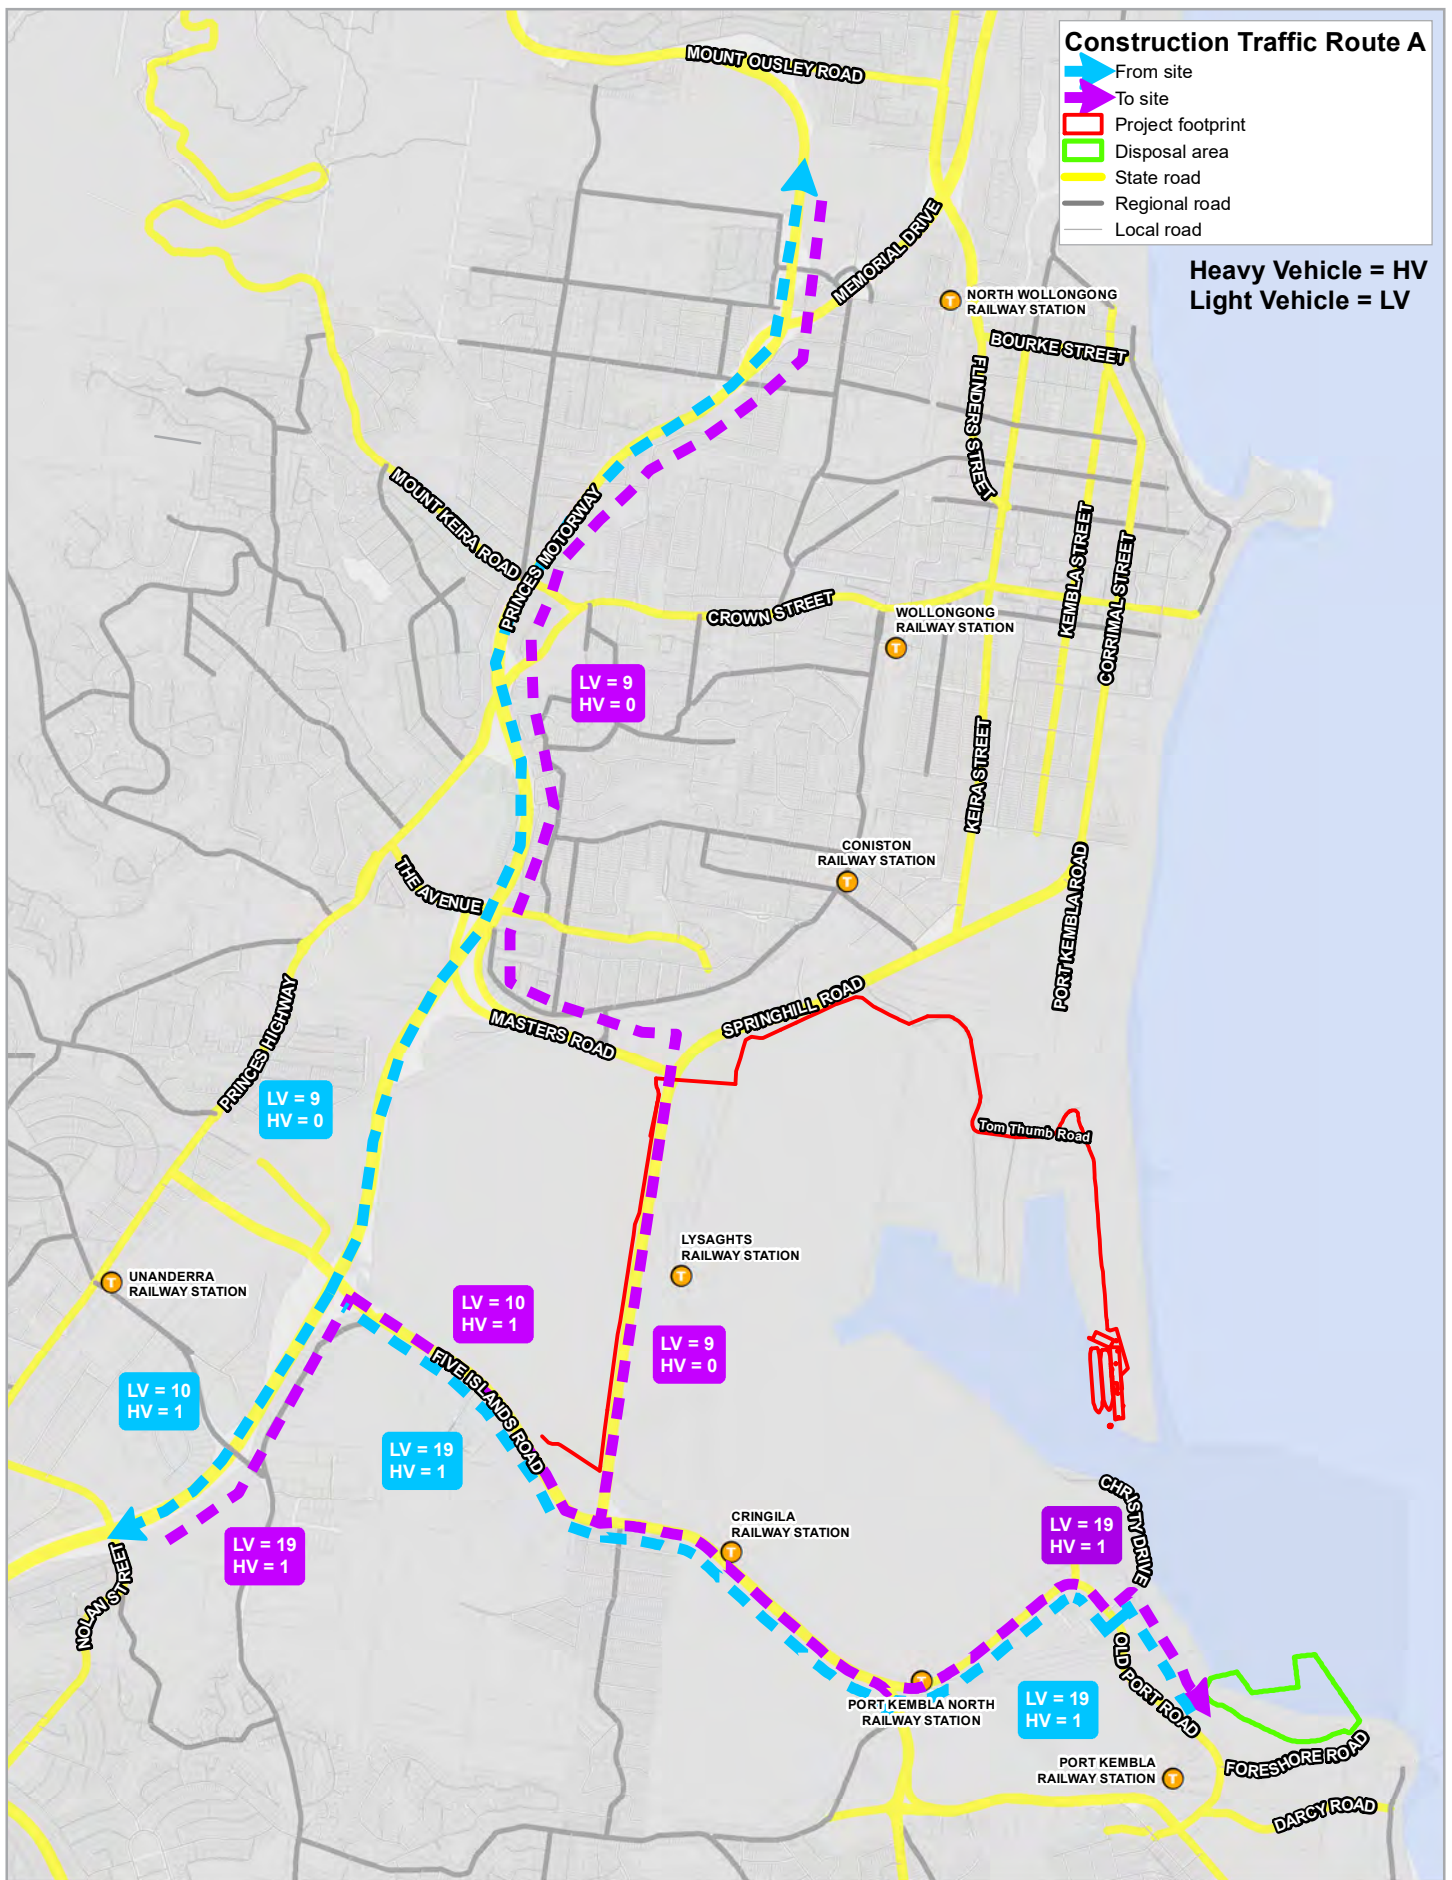 Construction Traffic Route A
From site
To site
Project footprint
Disposal area
State road
Regional road
Local road
Heavy Vehicle = HV
Light Vehicle = LV
MOUNT OUSLEY ROAD
MEMORIAL DRIVE
T
NORTH WOLLONGONG
RAILWAY STATION
BOURKE STREET
FLINDERS STREET
MOUNT KEIRA ROAD
PRINCES MOTORWAY
KEMBLA STREET
CORRIMAL STREET
CROWN STREET
WOLLONGONG
RAILWAY STATION
T
LV = 9
HV = 0
KEIRA STREET
CONISTON
RAILWAY STATION
T
THE AVENUE
PORT KEMBLA ROAD
PRINCES HIGHWAY
SPRINGHILL ROAD
MASTERS ROAD
LV = 9
HV = 0
Tom Thumb Road
LYSAGHTS
RAILWAY STATION
T
T
UNANDERRA
RAILWAY STATION
LV = 10
HV = 1
LV = 9
HV = 0
FIVE ISLANDS ROAD
LV = 10
HV = 1
LV = 19
HV = 1
CHRISTY DRIVE
CRINGILA
RAILWAY STATION
T
LV = 19
HV = 1
LV = 19
HV = 1
NOLAN STREET
OLD PORT ROAD
T
PORT KEMBLA NORTH
RAILWAY STATION
LV = 19
HV = 1
PORT KEMBLA
RAILWAY STATION
T
FORESHORE ROAD
DARCY ROAD